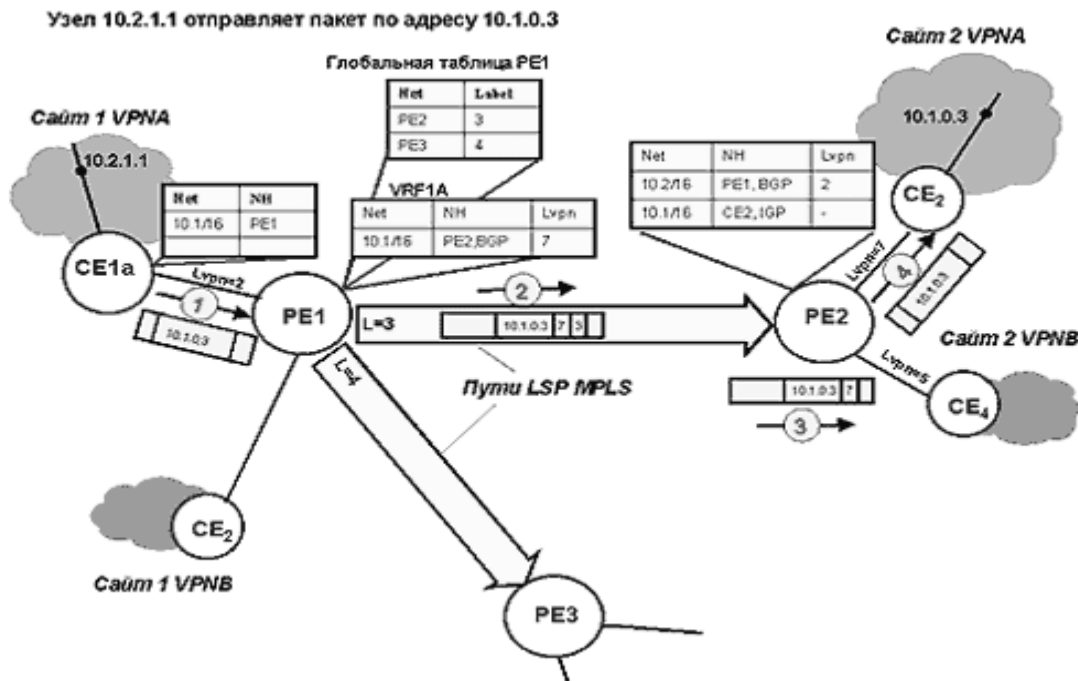 Узел 10.2.1.1 отправляет пакет по адресу 10.1.0.3
Сайт 2 VPNA
Глобальная таблица PE1
Net Label
PE2 3
PE3 4
Сайт 1 VPNA
10.2.1.1
10.1.0.3
Net NH
10.1/16 PE1
VRF1A
Net NH Lvpn
10.1/16 PE2,BGP 7
Net NH Lvpn
10.2/16 PE1,BGP 2
10.1/16 CE2,IGP -
CE2
CE1a
Lvpn=2
1
10.1.0.3
PE1
2
L=3
10.1.0.3 7 3
PE2
Lvpn=7
4
10.1.0.3
Сайт 2 VPNB
Lvpn=5
CE4
L=4
Пути LSP MPLS
10.1.0.3 7
3
CE2
Сайт 1 VPNB
PE3